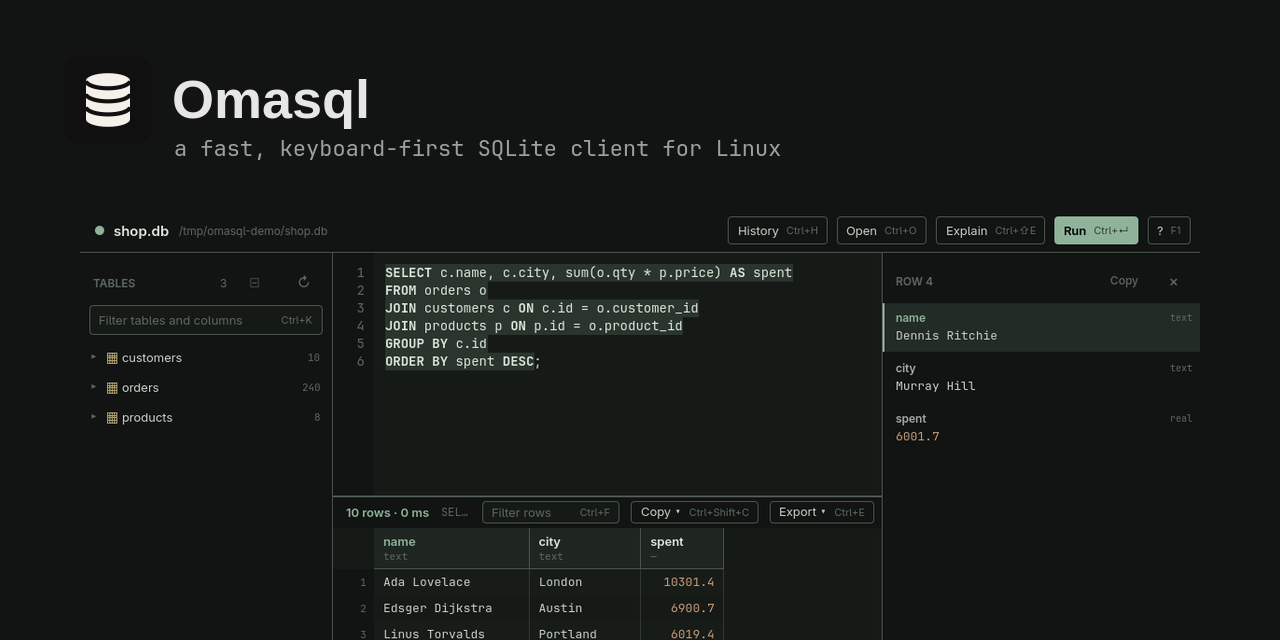 Omasql
a fast, keyboard-first SQLite client for Linux
shop.db /tmp/omasql-demo/shop.db
History Ctrl+H
Open Ctrl+O
Explain Ctrl+⇧E
Run Ctrl+↵
? F1
TABLES 3
Filter tables and columns Ctrl+K
customers 10
orders 240
products 8
1 SELECT c.name, c.city, sum(o.qty * p.price) AS spent
2 FROM orders o
3 JOIN customers c ON c.id = o.customer_id
4 JOIN products p ON p.id = o.product_id
5 GROUP BY c.id
6 ORDER BY spent DESC;
10 rows · 0 ms SEL…
Filter rows Ctrl+F
Copy Ctrl+Shift+C
Export Ctrl+E
name city spent
text text —
1 Ada Lovelace London 10301.4
2 Edsger Dijkstra Austin 6900.7
3 Linus Torvalds Portland 6019.4
ROW 4 Copy ×
name text
Dennis Ritchie
city text
Murray Hill
spent real
6001.7